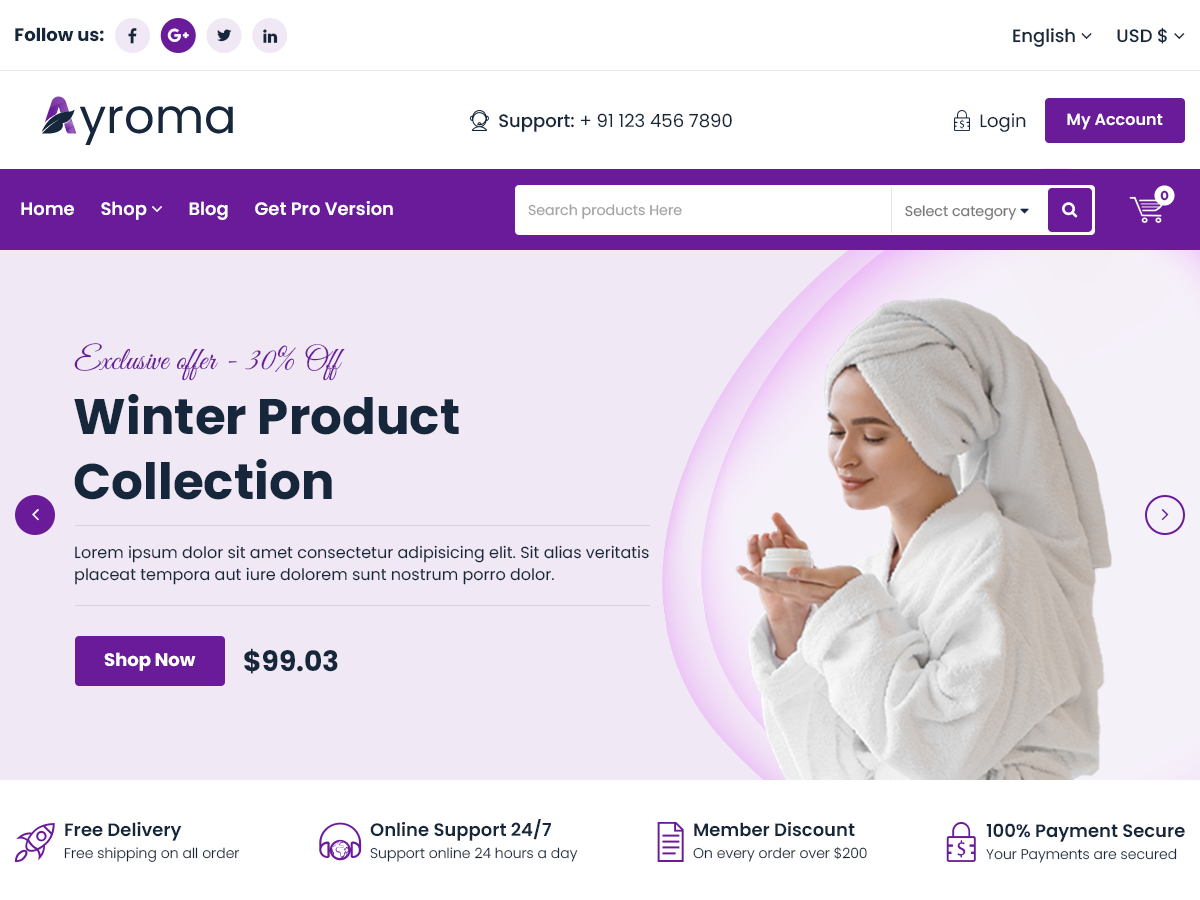 Follow us:
English
USD $
Ayroma
Support: + 91 123 456 7890
Login
My Account
Home
Shop
Blog
Get Pro Version
Search products Here
Select category
0
Exclusive offer - 30% Off
Winter Product
Collection
Lorem ipsum dolor sit amet consectetur adipisicing elit. Sit alias veritatis
placeat tempora aut iure dolorem sunt nostrum porro dolor.
Shop Now
$99.03
Free Delivery
Free shipping on all order
Online Support 24/7
Support online 24 hours a day
Member Discount
On every order over $200
100% Payment Secure
Your Payments are secured